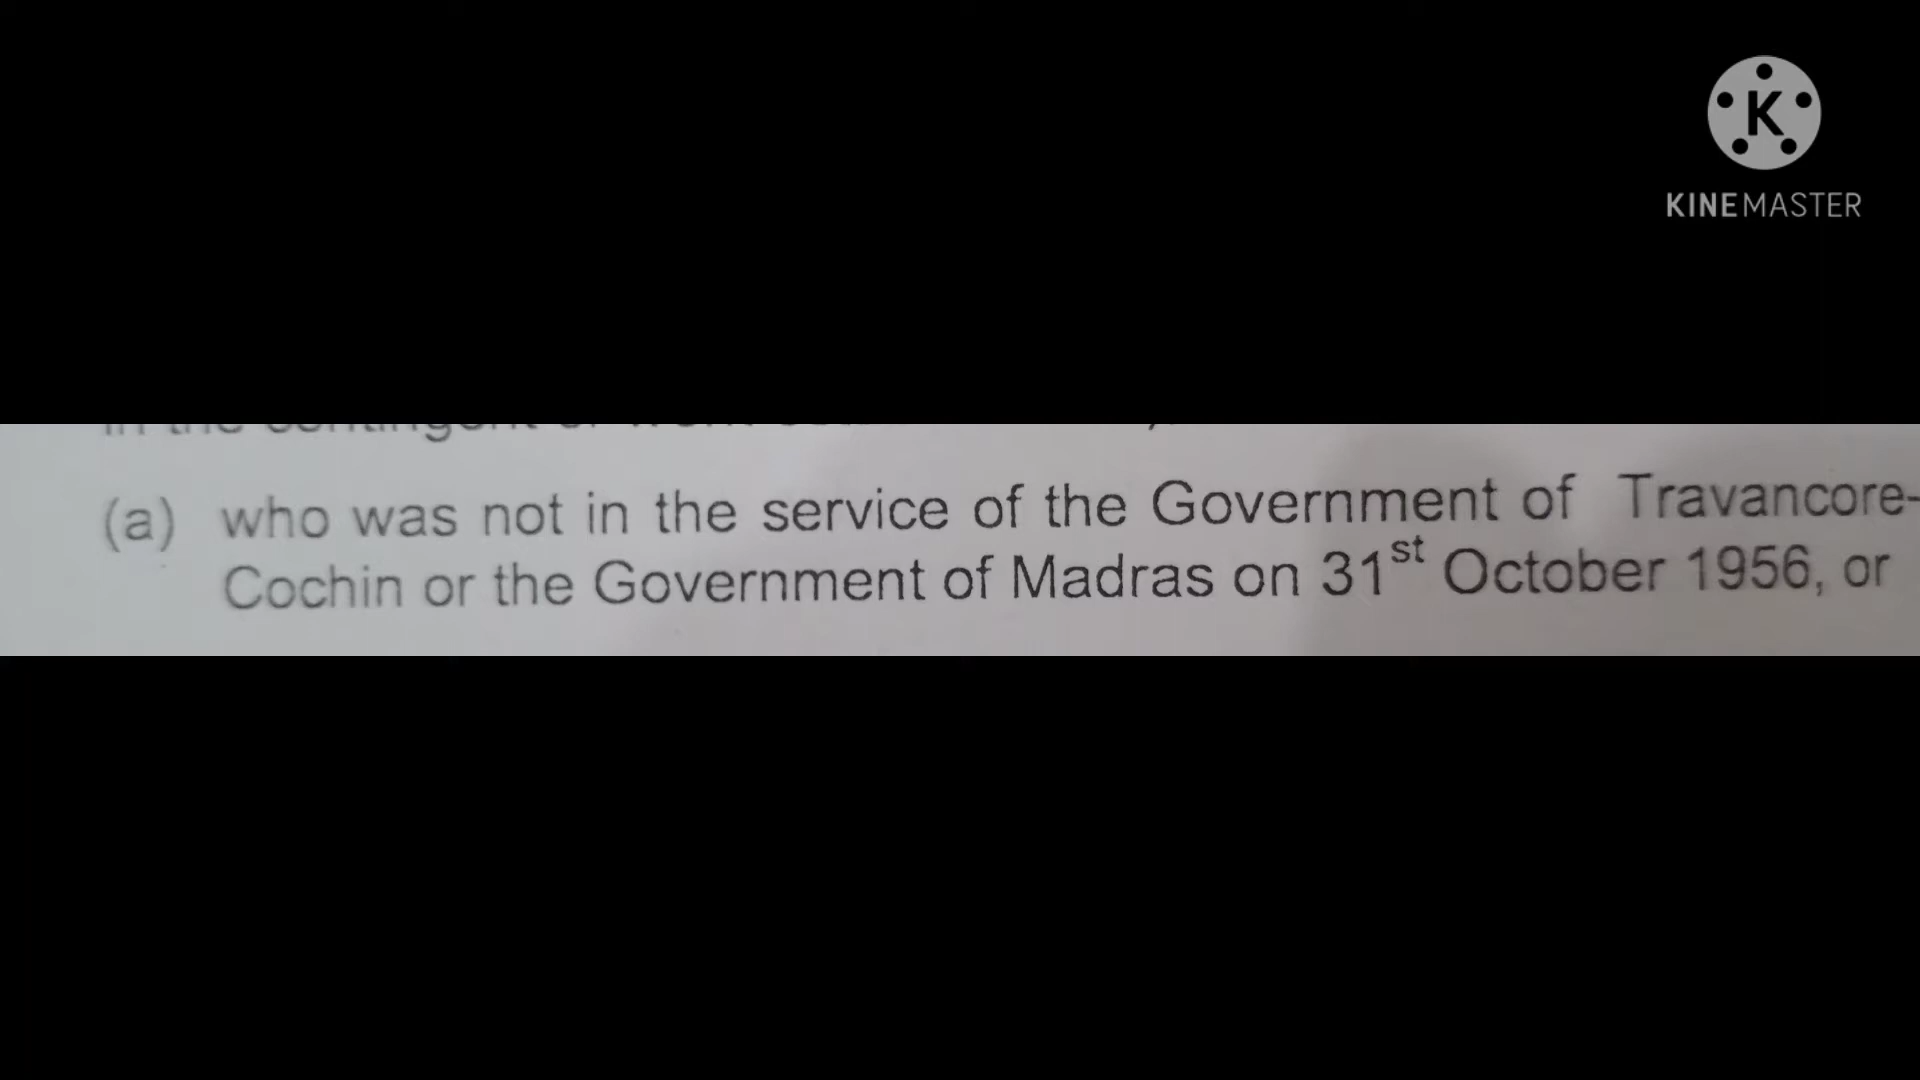 K
KINEMASTER
(a) who was not in the service of the Government of Travancore-
Cochin or the Government of Madras on 31st October 1956, or